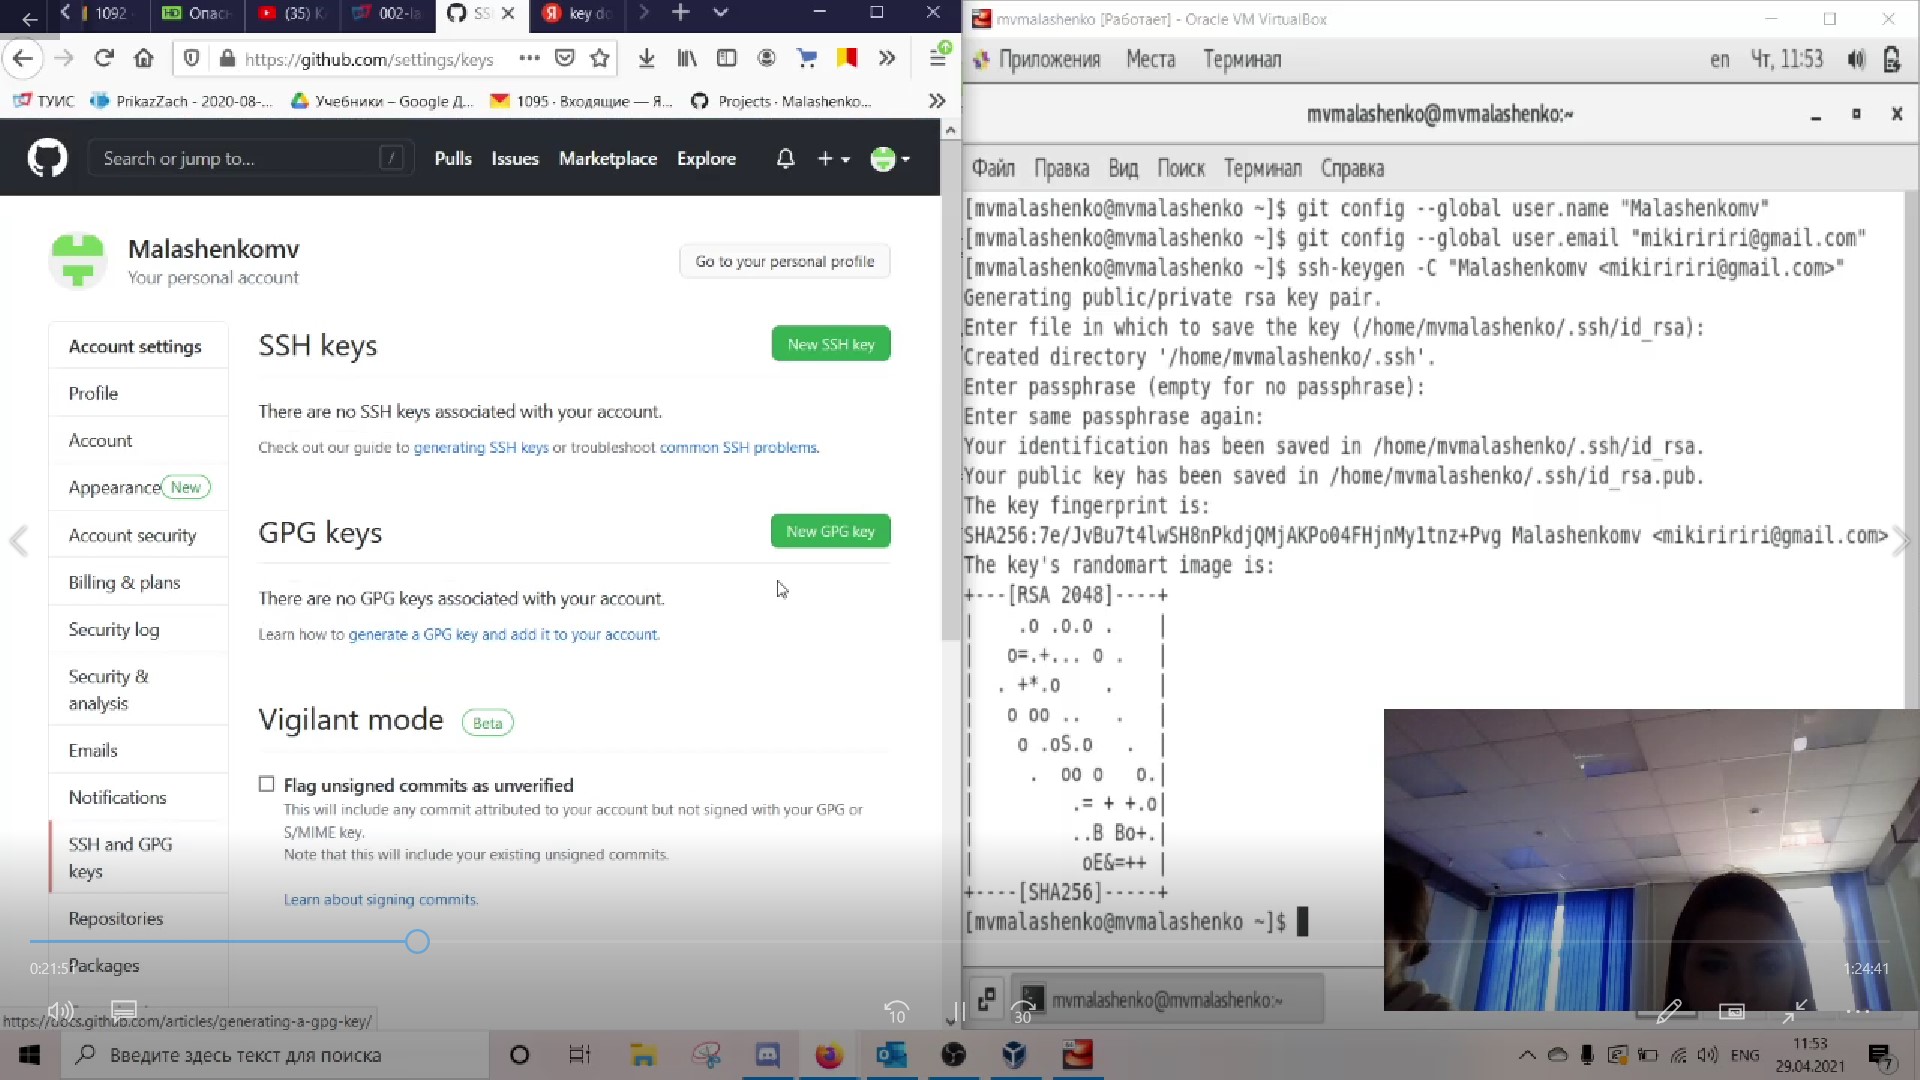 1092
Опасн
(35) K
002-la
SS
key do
https://github.com/settings/keys
ТУИС
PrikazZach - 2020-08-...
Учебники – Google Д...
1095 · Входящие — Я...
Projects · Malashenko...
Search or jump to...
/
Pulls
Issues
Marketplace
Explore
Malashenkomv
Your personal account
Go to your personal profile
Account settings
Profile
Account
Appearance New
Account security
Billing & plans
Security log
Security &
analysis
Emails
Notifications
SSH and GPG
keys
Repositories
Packages
SSH keys
New SSH key
There are no SSH keys associated with your account.
Check out our guide to generating SSH keys or troubleshoot common SSH problems.
GPG keys
New GPG key
There are no GPG keys associated with your account.
Learn how to generate a GPG key and add it to your account.
Vigilant mode Beta
Flag unsigned commits as unverified
This will include any commit attributed to your account but not signed with your GPG or
S/MIME key.
Note that this will include your existing unsigned commits.
Learn about signing commits.
https://docs.github.com/articles/generating-a-gpg-key/
mvmalashenko [Работает] - Oracle VM VirtualBox
Приложения
Места
Терминал
en
Чт, 11:53
mvmalashenko@mvmalashenko:~
Файл Правка Вид Поиск Терминал Справка
[mvmalashenko@mvmalashenko ~]$ git config --global user.name "Malashenkomv"
[mvmalashenko@mvmalashenko ~]$ git config --global user.email "mikiririri@gmail.com"
[mvmalashenko@mvmalashenko ~]$ ssh-keygen -C "Malashenkomv <mikiririri@gmail.com>"
Generating public/private rsa key pair.
Enter file in which to save the key (/home/mvmalashenko/.ssh/id_rsa):
Created directory '/home/mvmalashenko/.ssh'.
Enter passphrase (empty for no passphrase):
Enter same passphrase again:
Your identification has been saved in /home/mvmalashenko/.ssh/id_rsa.
Your public key has been saved in /home/mvmalashenko/.ssh/id_rsa.pub.
The key fingerprint is:
SHA256:7e/JvBu7t4lwSH8nPkdjQMjAKPo04FHjnMy1tnz+Pvg Malashenkomv <mikiririri@gmail.com>
The key's randomart image is:
+---[RSA 2048]----+
|    .o .o.o .    |
|   o=.+... o .   |
|  . +*.o    .    |
|   o oo ..   .   |
|    o .oS.o   .  |
|     .  oo o   o.|
|         .= + +.o|
|         ..B Bo+.|
|          oE&=++ |
+----[SHA256]-----+
[mvmalashenko@mvmalashenko ~]$
mvmalashenko@mvmalashenko:~
0:21:51
1:24:41
10
30
Введите здесь текст для поиска
ENG
11:53
29.04.2021
7